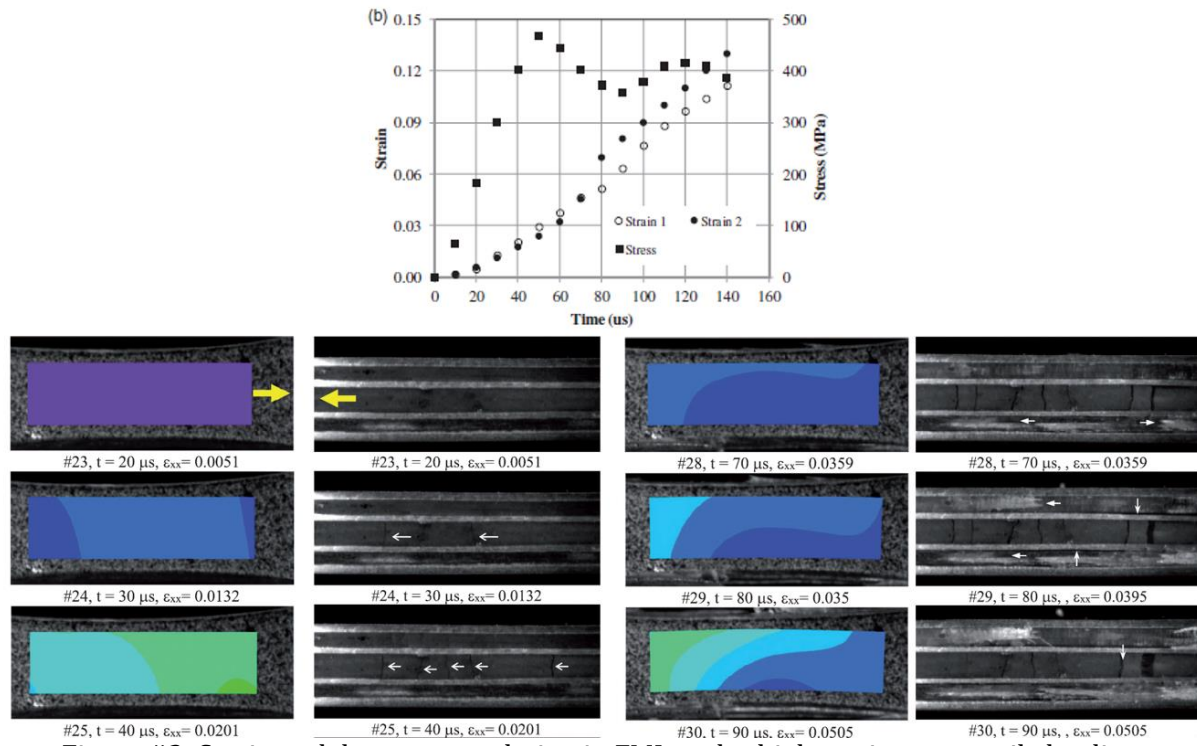 (b)
0.15
0.12
0.09
0.06
0.03
0.00
Strain
500
400
300
200
100
0
Stress (MPa)
○ Strain 1 ● Strain 2
■ Stress
0 20 40 60 80 100 120 140 160
Time (us)
#23, t = 20 μs, εxx= 0.0051
#23, t = 20 μs, εxx= 0.0051
#28, t = 70 μs, εxx= 0.0359
#28, t = 70 μs, , εxx= 0.0359
#24, t = 30 μs, εxx= 0.0132
#24, t = 30 μs, εxx= 0.0132
#29, t = 80 μs, εxx= 0.035
#29, t = 80 μs, , εxx= 0.0395
#25, t = 40 μs, εxx= 0.0201
#25, t = 40 μs, εxx= 0.0201
#30, t = 90 μs, εxx= 0.0505
#30, t = 90 μs, , εxx= 0.0505